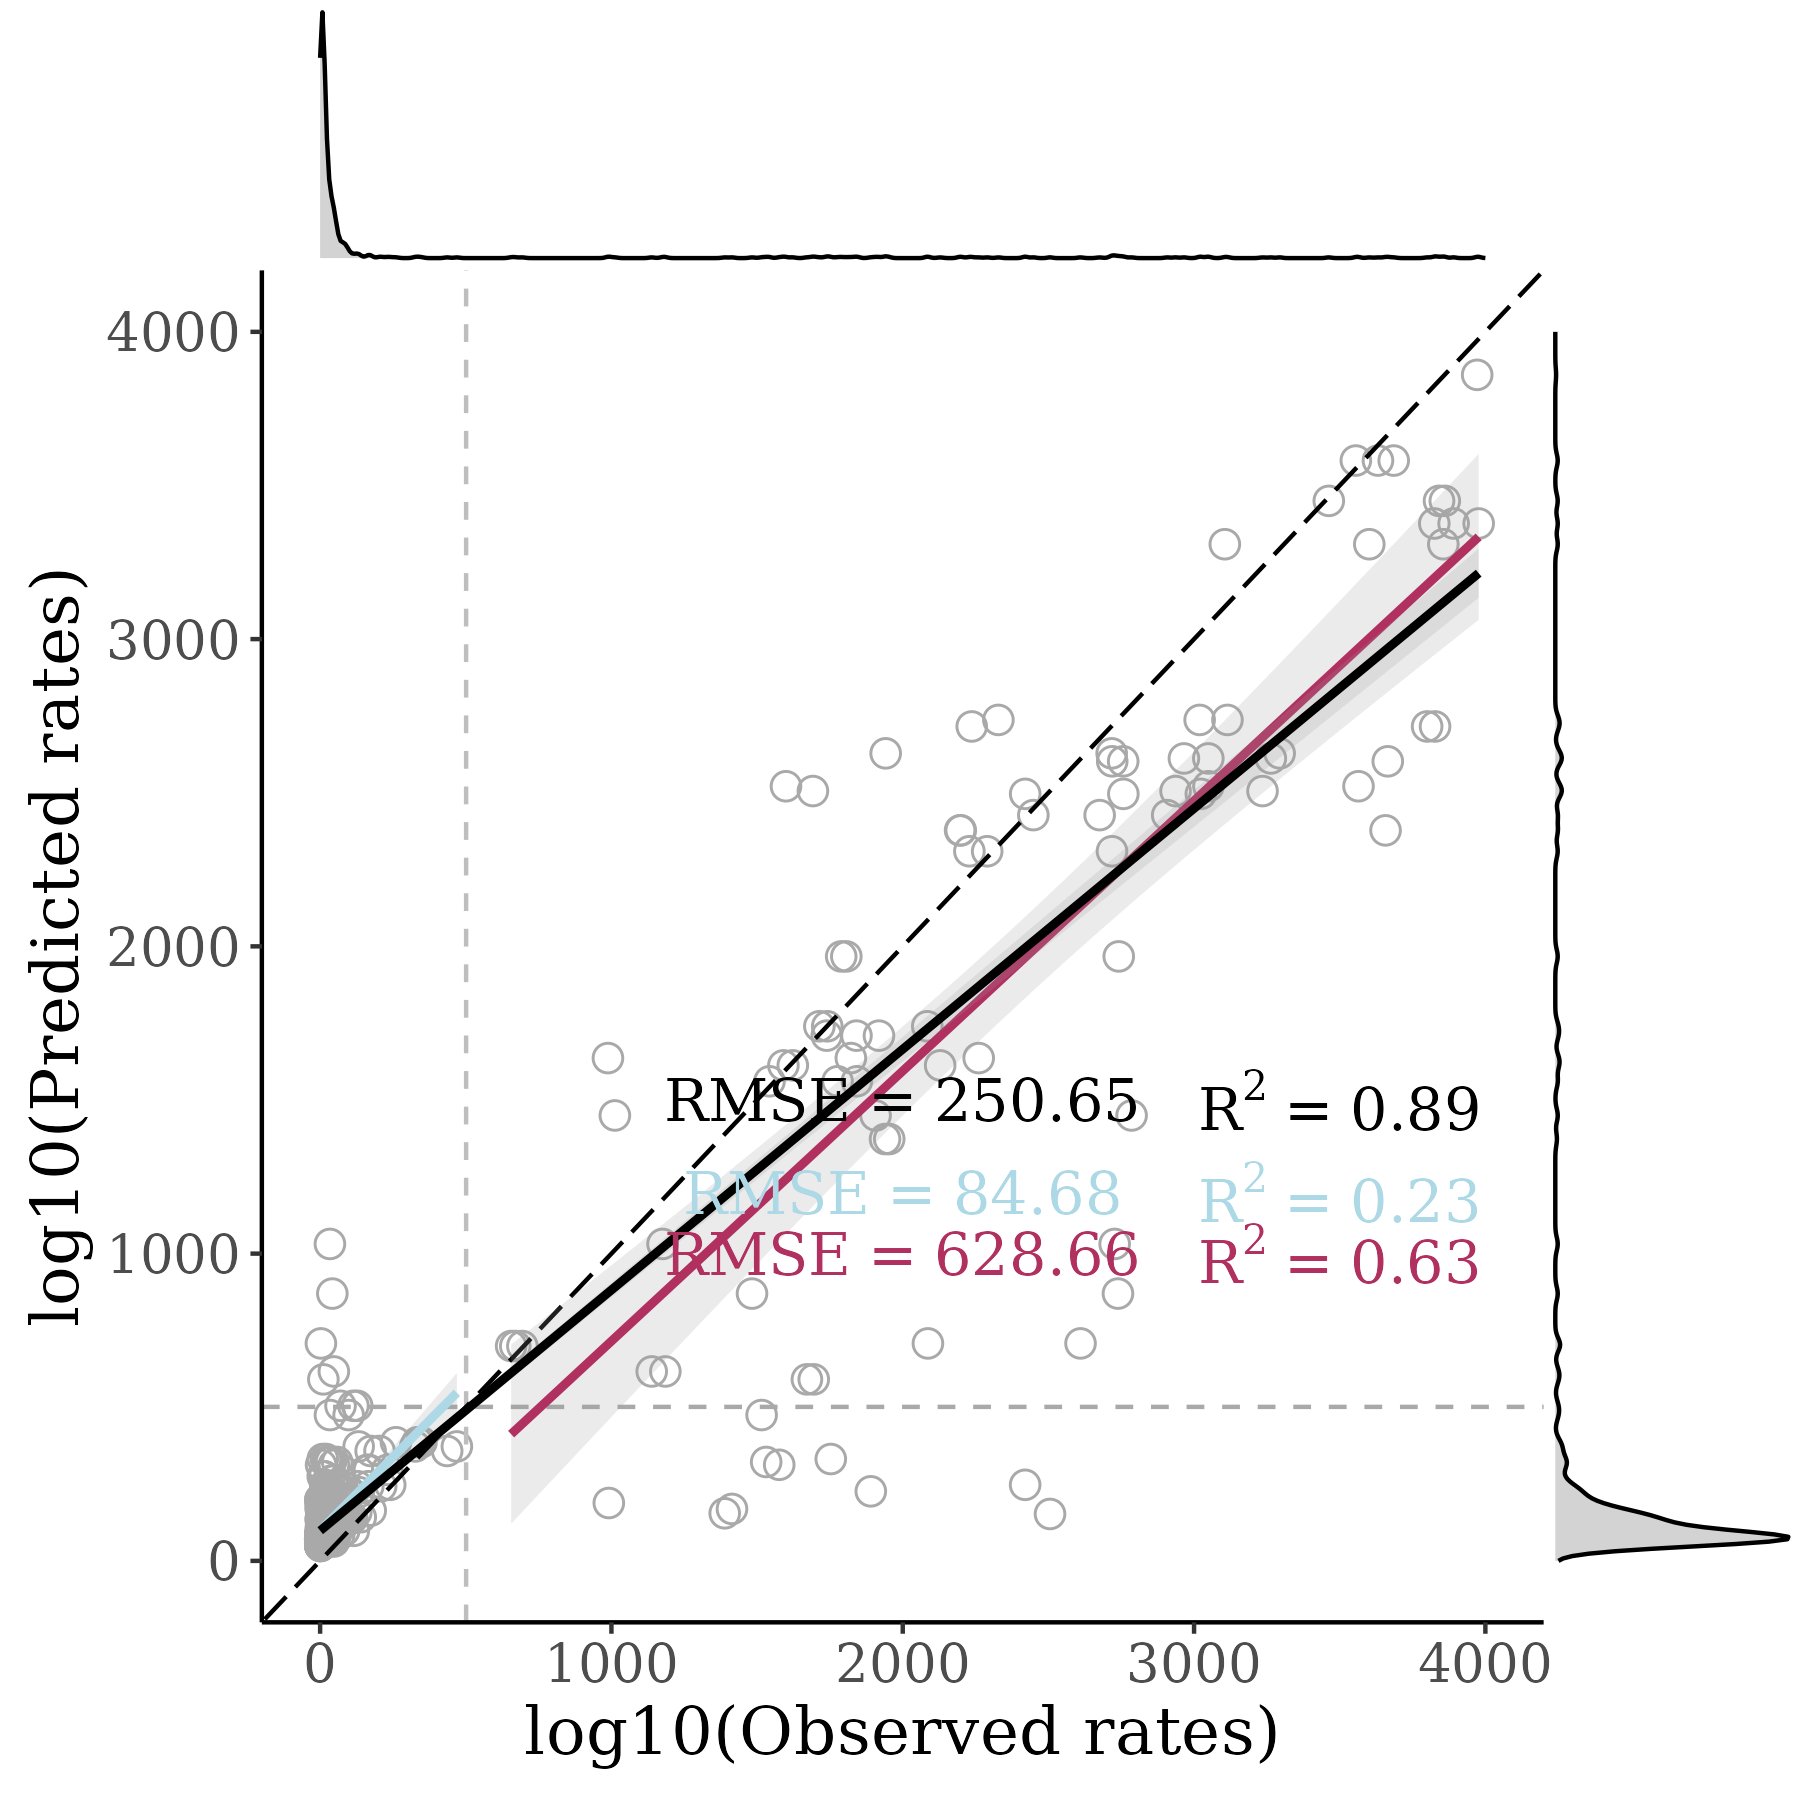 4000
3000
2000
1000
0
log10(Predicted rates)
RMSE = 250.65 R² = 0.89
RMSE = 84.68 R² = 0.23
RMSE = 628.66 R² = 0.63
0 1000 2000 3000 4000
log10(Observed rates)